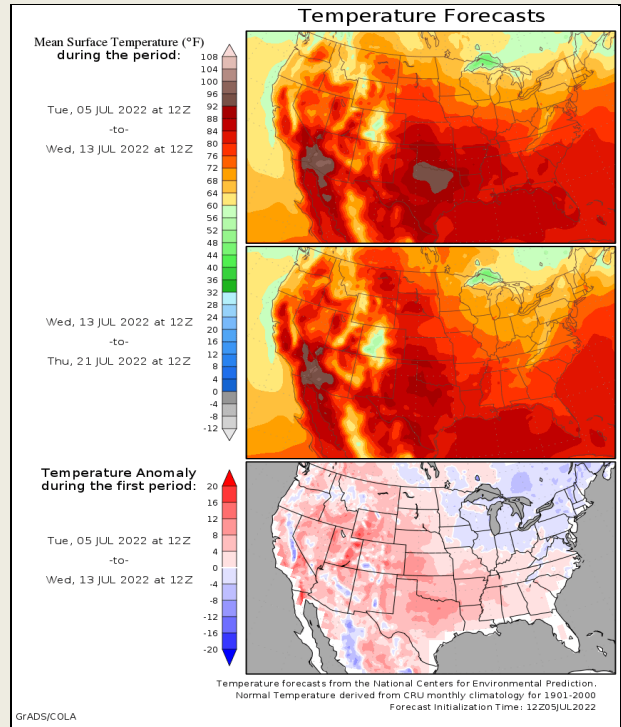 Temperature Forecasts
Mean Surface Temperature (°F)
during the period:
108
104
100
96
92
88
84
80
76
72
68
64
60
56
52
48
44
40
36
32
28
24
20
16
12
8
4
0
-4
-8
-12
Tue, 05 JUL 2022 at 12Z
-to-
Wed, 13 JUL 2022 at 12Z
Wed, 13 JUL 2022 at 12Z
-to-
Thu, 21 JUL 2022 at 12Z
Temperature Anomaly
during the first period:
20
16
12
8
4
0
-4
-8
-12
-16
-20
Tue, 05 JUL 2022 at 12Z
-to-
Wed, 13 JUL 2022 at 12Z
Temperature forecasts from the National Centers for Environmental Prediction.
Normal Temperature derived from CRU monthly climatology for 1901-2000
Forecast Initialization Time: 12Z05JUL2022
GrADS/COLA